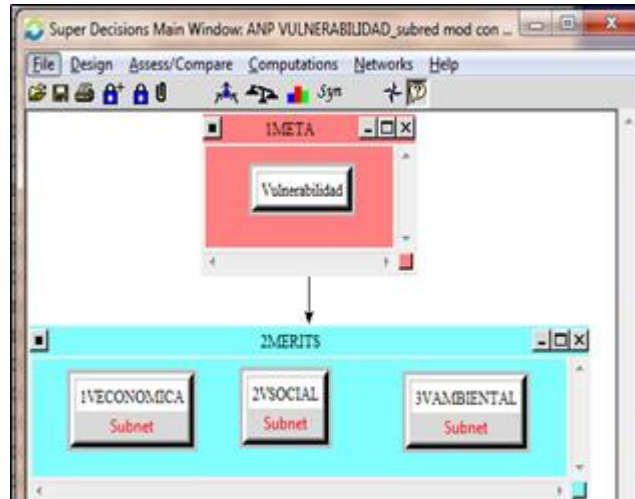 Super Decisions Main Window: ANP VULNERABILIDAD_subred mod con ...
File Design Assess/Compare Computations Networks Help
Syn
1META
Vulnerabilidad
2MERITS
1VECONOMICA
Subnet
2VSOCIAL
Subnet
3VAMBIENTAL
Subnet